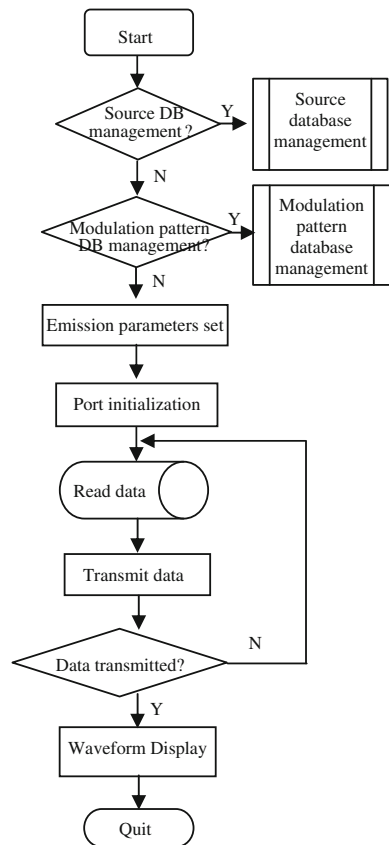 Start
Source DB
management?
Y
Source
database
management
N
Modulation pattern
DB management?
Y
Modulation
pattern
database
management
N
Emission parameters set
Port initialization
Read data
Transmit data
Data transmitted?
N
Y
Waveform Display
Quit